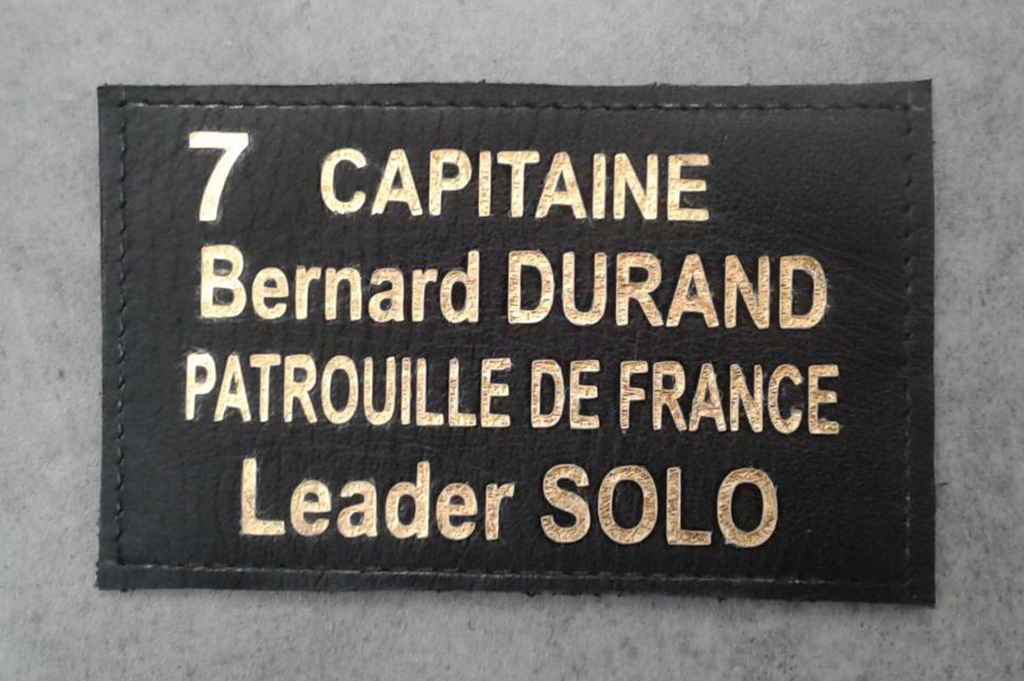 7 CAPITAINE
Bernard DURAND
PATROUILLE DE FRANCE
Leader SOLO